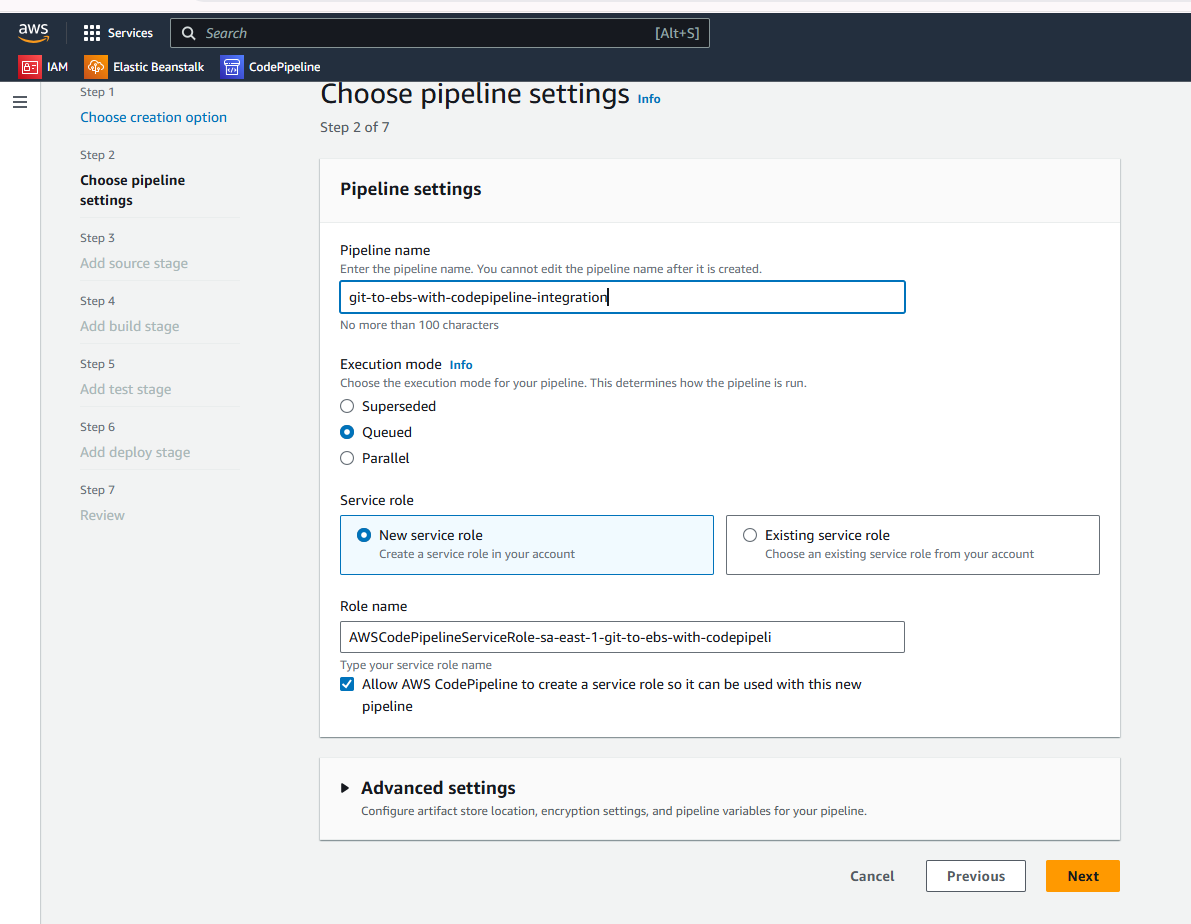 aws
Services
Search
[Alt+S]
IAM
Elastic Beanstalk
CodePipeline
Step 1
Choose creation option
Step 2
Choose pipeline
settings
Step 3
Add source stage
Step 4
Add build stage
Step 5
Add test stage
Step 6
Add deploy stage
Step 7
Review
Choose pipeline settings Info
Step 2 of 7
Pipeline settings
Pipeline name
Enter the pipeline name. You cannot edit the pipeline name after it is created.
git-to-ebs-with-codepipeline-integration
No more than 100 characters
Execution mode Info
Choose the execution mode for your pipeline. This determines how the pipeline is run.
Superseded
Queued
Parallel
Service role
New service role
Create a service role in your account
Existing service role
Choose an existing service role from your account
Role name
AWSCodePipelineServiceRole-sa-east-1-git-to-ebs-with-codepipeli
Type your service role name
Allow AWS CodePipeline to create a service role so it can be used with this new
pipeline
Advanced settings
Configure artifact store location, encryption settings, and pipeline variables for your pipeline.
Cancel
Previous
Next